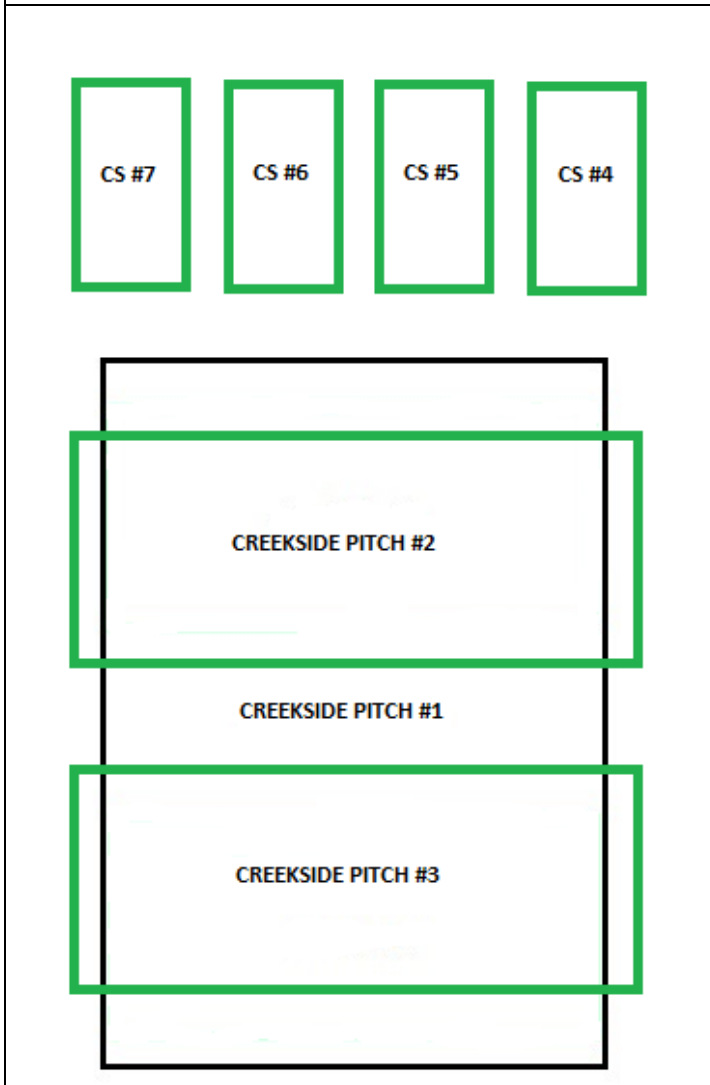 CS #7
CS #6
CS #5
CS #4
CREEKSIDE PITCH #2
CREEKSIDE PITCH #1
CREEKSIDE PITCH #3